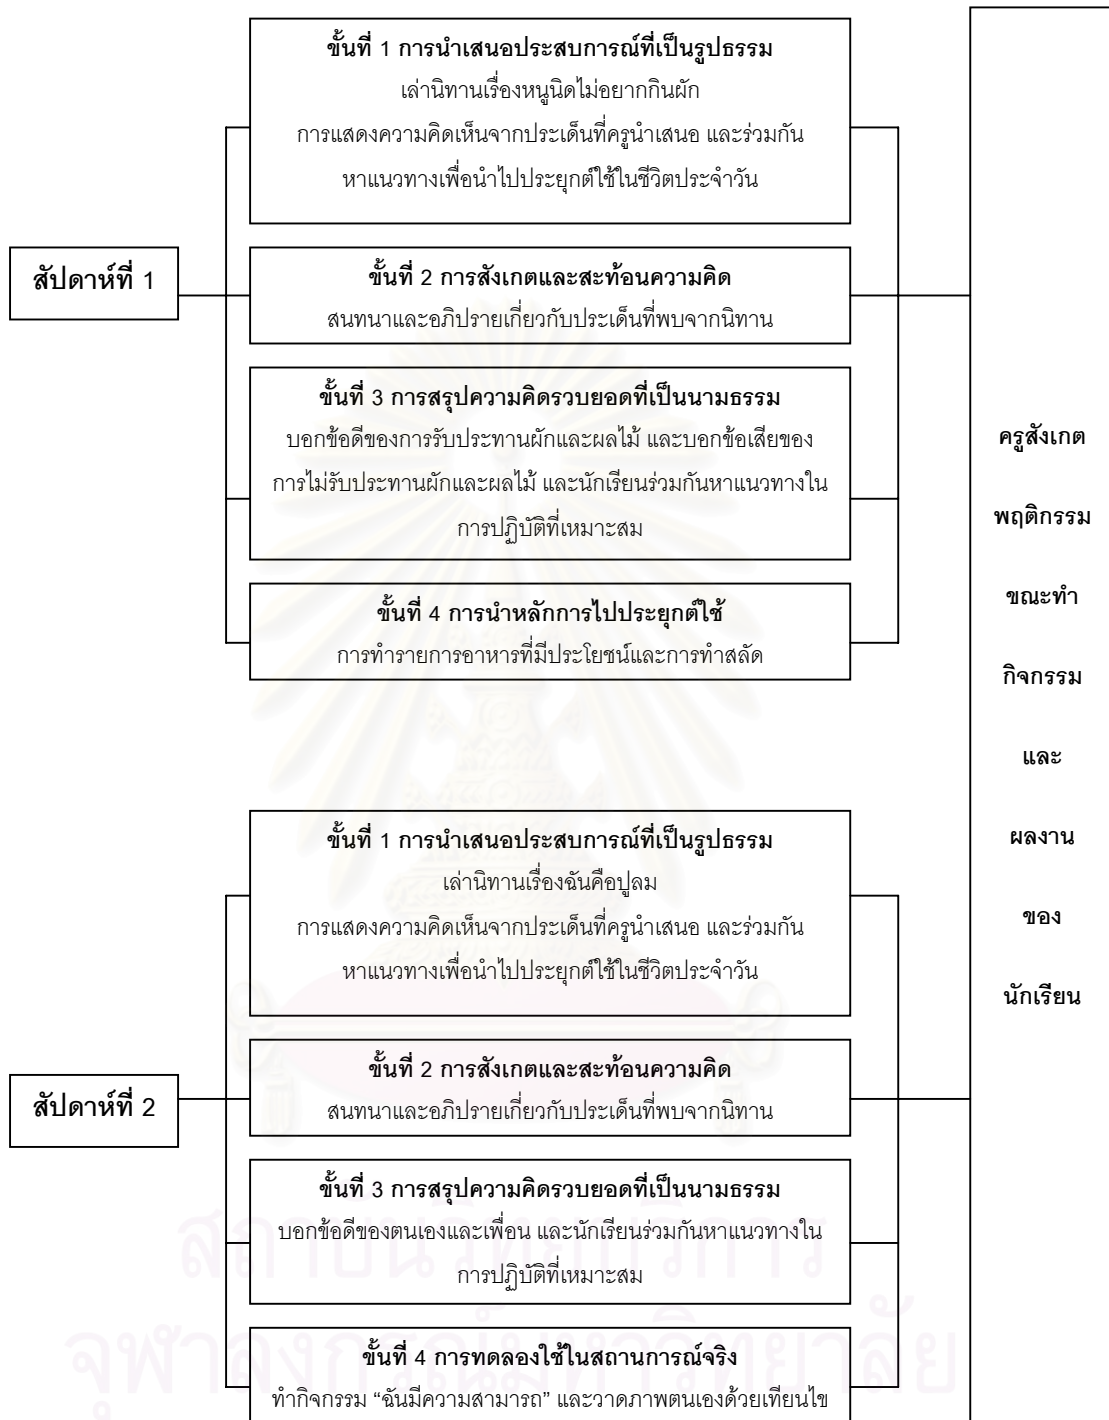 ขั้นที่ 1 การนำเสนอประสบการณ์ที่เป็นรูปธรรม
เล่านิทานเรื่องหนูนิดไม่อยากกินผัก
การแสดงความคิดเห็นจากประเด็นที่ครูนำเสนอ และร่วมกัน
หาแนวทางเพื่อนำไปประยุกต์ใช้ในชีวิตประจำวัน
สัปดาห์ที่ 1
ขั้นที่ 2 การสังเกตและสะท้อนความคิด
สนทนาและอภิปรายเกี่ยวกับประเด็นที่พบจากนิทาน
ขั้นที่ 3 การสรุปความคิดรวบยอดที่เป็นนามธรรม
บอกข้อดีของการรับประทานผักและผลไม้ และบอกข้อเสียของ
การไม่รับประทานผักและผลไม้ และนักเรียนร่วมกันหาแนวทางใน
การปฏิบัติที่เหมาะสม
ขั้นที่ 4 การนำหลักการไปประยุกต์ใช้
การทำรายการอาหารที่มีประโยชน์และการทำสลัด
ขั้นที่ 1 การนำเสนอประสบการณ์ที่เป็นรูปธรรม
เล่านิทานเรื่องฉันคือปูลม
การแสดงความคิดเห็นจากประเด็นที่ครูนำเสนอ และร่วมกัน
หาแนวทางเพื่อนำไปประยุกต์ใช้ในชีวิตประจำวัน
สัปดาห์ที่ 2
ขั้นที่ 2 การสังเกตและสะท้อนความคิด
สนทนาและอภิปรายเกี่ยวกับประเด็นที่พบจากนิทาน
ขั้นที่ 3 การสรุปความคิดรวบยอดที่เป็นนามธรรม
บอกข้อดีของตนเองและเพื่อน และนักเรียนร่วมกันหาแนวทางใน
การปฏิบัติที่เหมาะสม
ขั้นที่ 4 การทดลองใช้ในสถานการณ์จริง
ทำกิจกรรม “ฉันมีความสามารถ” และวาดภาพตนเองด้วยเทียนไข
ครูสังเกต
พฤติกรรม
ขณะทำ
กิจกรรม
และ
ผลงาน
ของ
นักเรียน
สถาบันวิทยบริการ
จุฬาลงกรณ์มหาวิทยาลัย